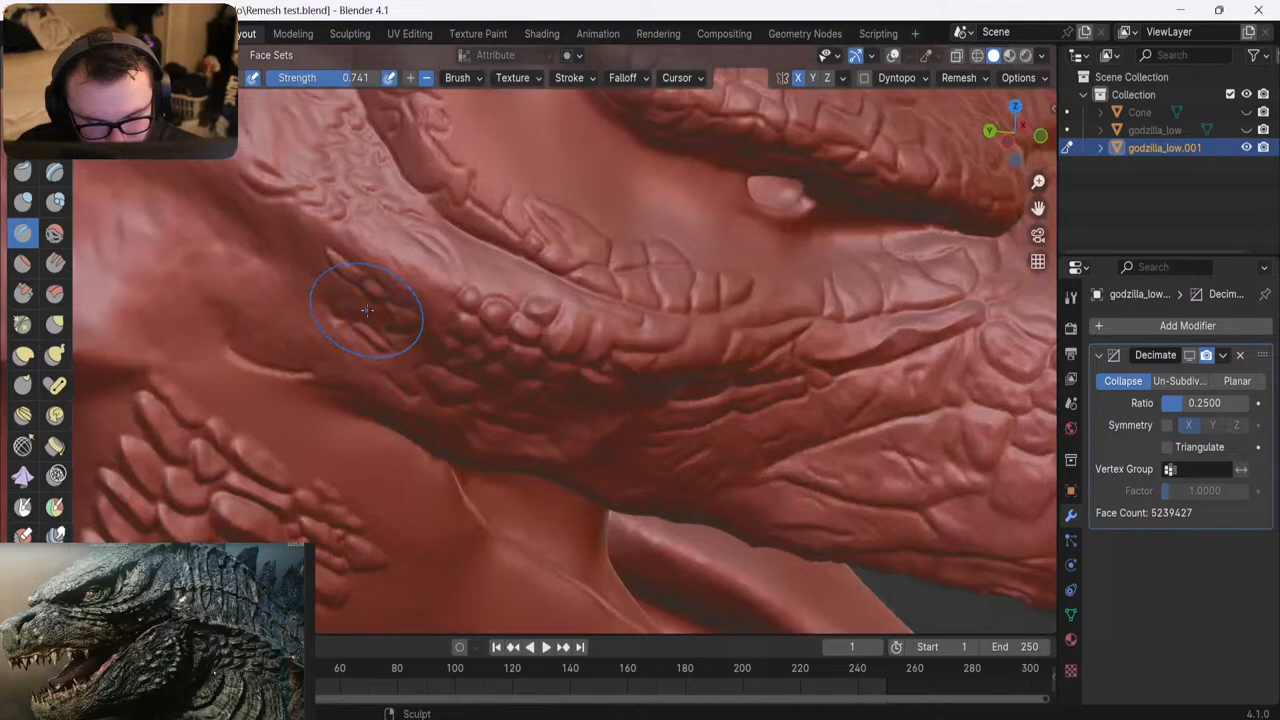 lo\Remesh test.blend] - Blender 4.1
out Modeling Sculpting UV Editing Texture Paint Shading Animation Rendering Compositing Geometry Nodes Scripting + Scene ViewLayer
Face Sets Attribute Search
Strength 0.741 Brush Texture Stroke Falloff Cursor X Y Z Dyntopo Remesh Options
Scene Collection
Collection
Cone
godzilla_low
godzilla_low.001
Z
Y
X
Search
godzilla_low... > Decim...
+ Add Modifier
Decimate
Collapse Un-Subdiv... Planar
Ratio 0.2500
Symmetry X Y Z
Triangulate
Vertex Group
Factor 1.0000
Face Count: 5239427
1 Start 1 End 250
60 80 100 120 140 160 180 200 220 240 260 280 300
Sculpt 4.1.0